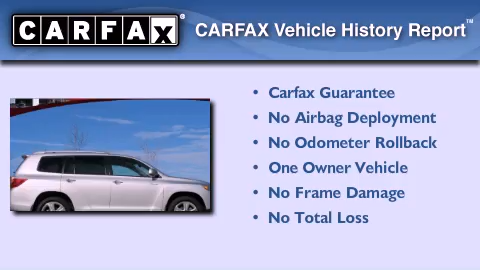 CARFAX® CARFAX Vehicle History Report™
• Carfax Guarantee
• No Airbag Deployment
• No Odometer Rollback
• One Owner Vehicle
• No Frame Damage
• No Total Loss